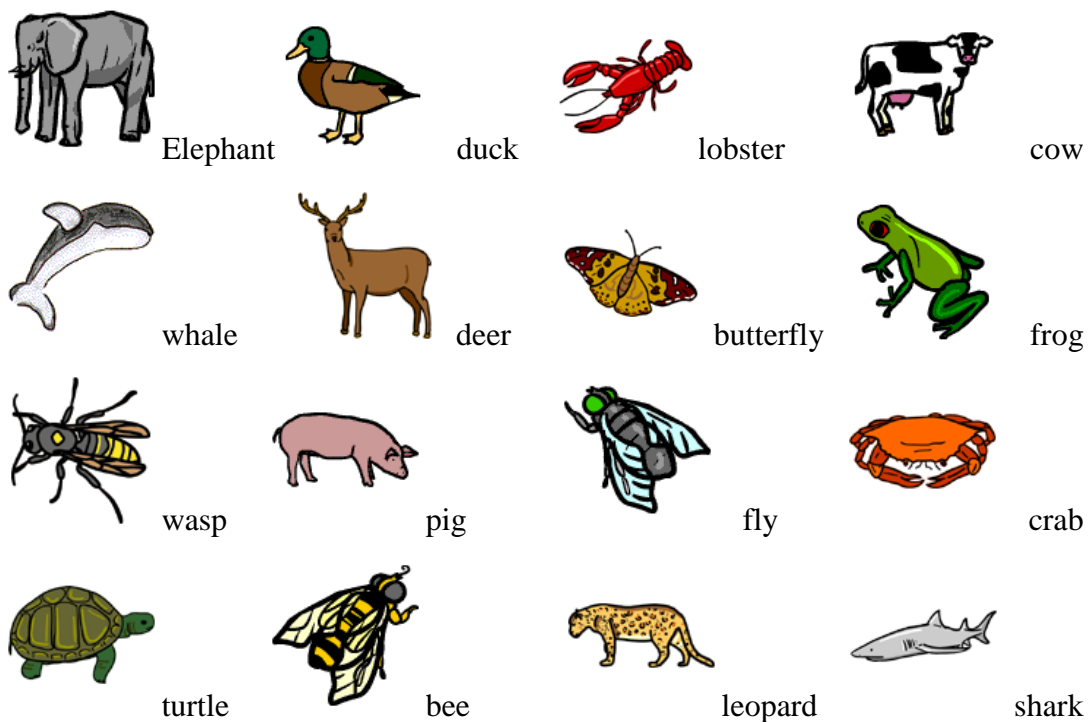 Elephant duck lobster cow
whale deer butterfly frog
wasp pig fly crab
turtle bee leopard shark